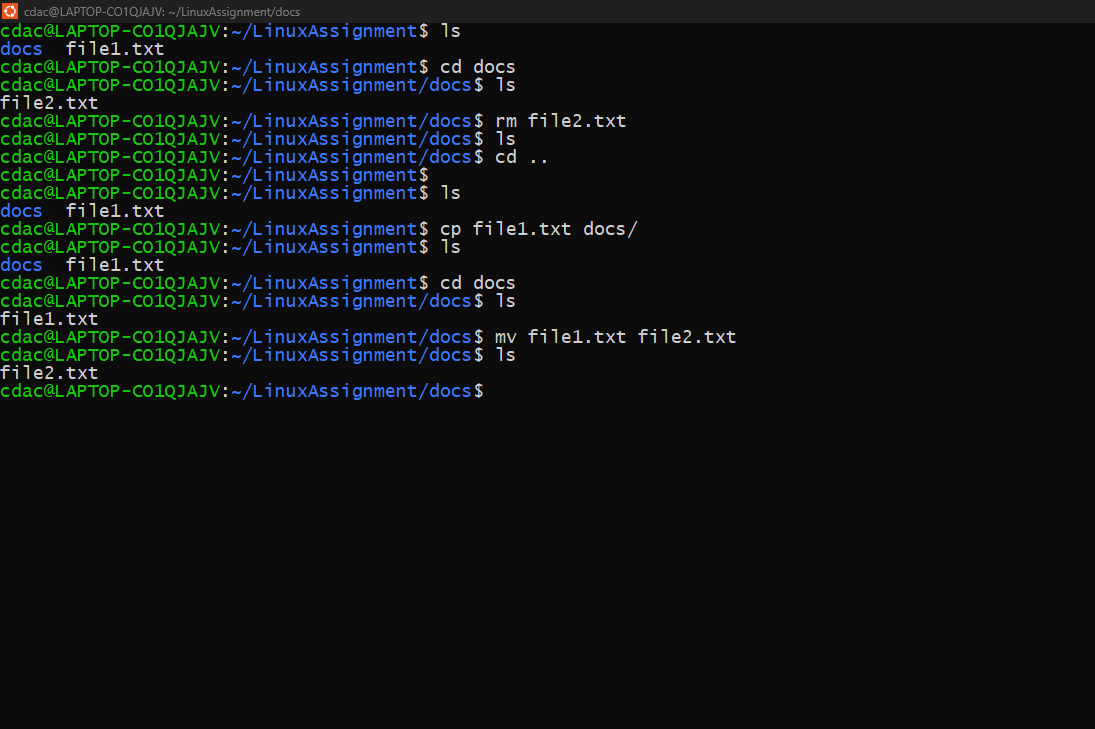 cdac@LAPTOP-CO1QJAJV: ~/LinuxAssignment/docs
cdac@LAPTOP-CO1QJAJV:~/LinuxAssignment$ ls
docs  file1.txt
cdac@LAPTOP-CO1QJAJV:~/LinuxAssignment$ cd docs
cdac@LAPTOP-CO1QJAJV:~/LinuxAssignment/docs$ ls
file2.txt
cdac@LAPTOP-CO1QJAJV:~/LinuxAssignment/docs$ rm file2.txt
cdac@LAPTOP-CO1QJAJV:~/LinuxAssignment/docs$ ls
cdac@LAPTOP-CO1QJAJV:~/LinuxAssignment/docs$ cd ..
cdac@LAPTOP-CO1QJAJV:~/LinuxAssignment$
cdac@LAPTOP-CO1QJAJV:~/LinuxAssignment$ ls
docs  file1.txt
cdac@LAPTOP-CO1QJAJV:~/LinuxAssignment$ cp file1.txt docs/
cdac@LAPTOP-CO1QJAJV:~/LinuxAssignment$ ls
docs  file1.txt
cdac@LAPTOP-CO1QJAJV:~/LinuxAssignment$ cd docs
cdac@LAPTOP-CO1QJAJV:~/LinuxAssignment/docs$ ls
file1.txt
cdac@LAPTOP-CO1QJAJV:~/LinuxAssignment/docs$ mv file1.txt file2.txt
cdac@LAPTOP-CO1QJAJV:~/LinuxAssignment/docs$ ls
file2.txt
cdac@LAPTOP-CO1QJAJV:~/LinuxAssignment/docs$